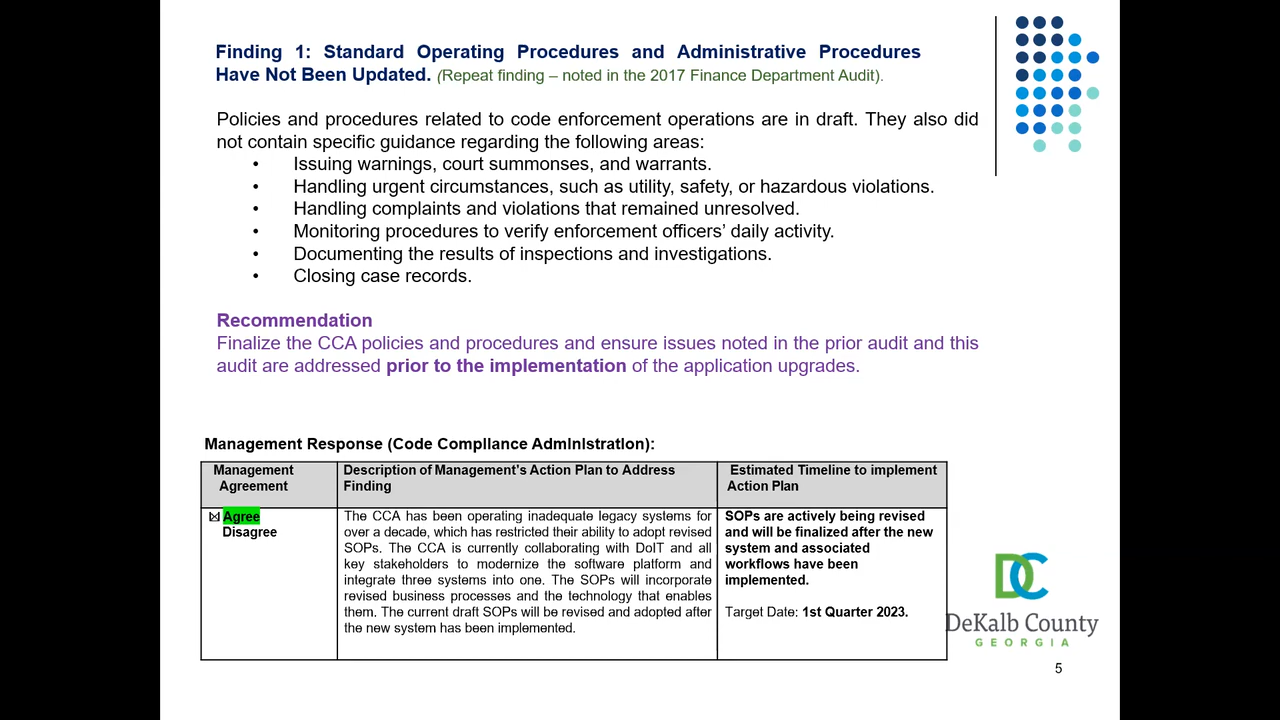 Finding 1: Standard Operating Procedures and Administrative Procedures
Have Not Been Updated. (Repeat finding – noted in the 2017 Finance Department Audit).
Policies and procedures related to code enforcement operations are in draft. They also did
not contain specific guidance regarding the following areas:
• Issuing warnings, court summonses, and warrants.
• Handling urgent circumstances, such as utility, safety, or hazardous violations.
• Handling complaints and violations that remained unresolved.
• Monitoring procedures to verify enforcement officers’ daily activity.
• Documenting the results of inspections and investigations.
• Closing case records.
Recommendation
Finalize the CCA policies and procedures and ensure issues noted in the prior audit and this
audit are addressed prior to the implementation of the application upgrades.
Management Response (Code Compliance Administration):
Management
Agreement
Description of Management's Action Plan to Address
Finding
Estimated Timeline to implement
Action Plan
☒ Agree
Disagree
The CCA has been operating inadequate legacy systems for
over a decade, which has restricted their ability to adopt revised
SOPs. The CCA is currently collaborating with DoIT and all
key stakeholders to modernize the software platform and
integrate three systems into one. The SOPs will incorporate
revised business processes and the technology that enables
them. The current draft SOPs will be revised and adopted after
the new system has been implemented.
SOPs are actively being revised
and will be finalized after the new
system and associated
workflows have been
implemented.
Target Date: 1st Quarter 2023.
DC
DeKalb County
GEORGIA
5